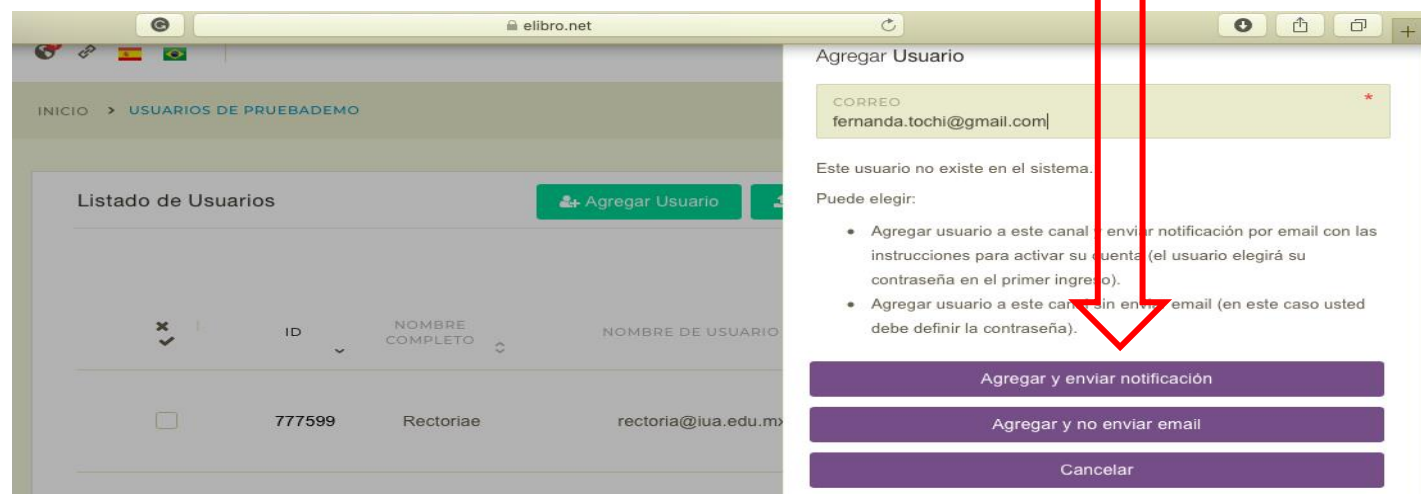 elibro.net
Agregar Usuario
INICIO > USUARIOS DE PRUEBADEMO
CORREO *
fernanda.tochi@gmail.com
Este usuario no existe en el sistema.
Puede elegir:
Listado de Usuarios
Agregar Usuario
• Agregar usuario a este canal y enviar notificación por email con las
instrucciones para activar su cuenta (el usuario elegirá su
contraseña en el primer ingreso).
• Agregar usuario a este canal sin enviar email (en este caso usted
debe definir la contraseña).
ID
NOMBRE
COMPLETO
NOMBRE DE USUARIO
Agregar y enviar notificación
777599
Rectoriae
rectoria@iua.edu.mx
Agregar y no enviar email
Cancelar